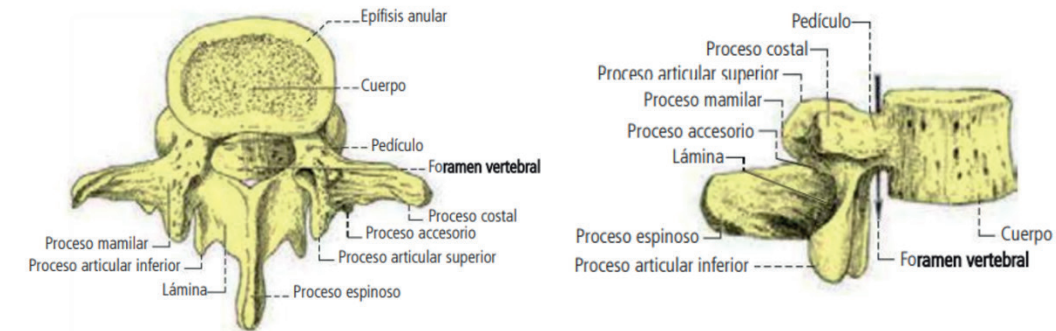 Epífisis anular
Cuerpo
Pedículo
Foramen vertebral
Proceso costal
Proceso accesorio
Proceso mamilar
Proceso articular superior
Proceso articular inferior
Lámina
Proceso espinoso
Pedículo
Proceso costal
Proceso articular superior
Proceso mamilar
Proceso accesorio
Lámina
Proceso espinoso
Cuerpo
Foramen vertebral
Proceso articular inferior